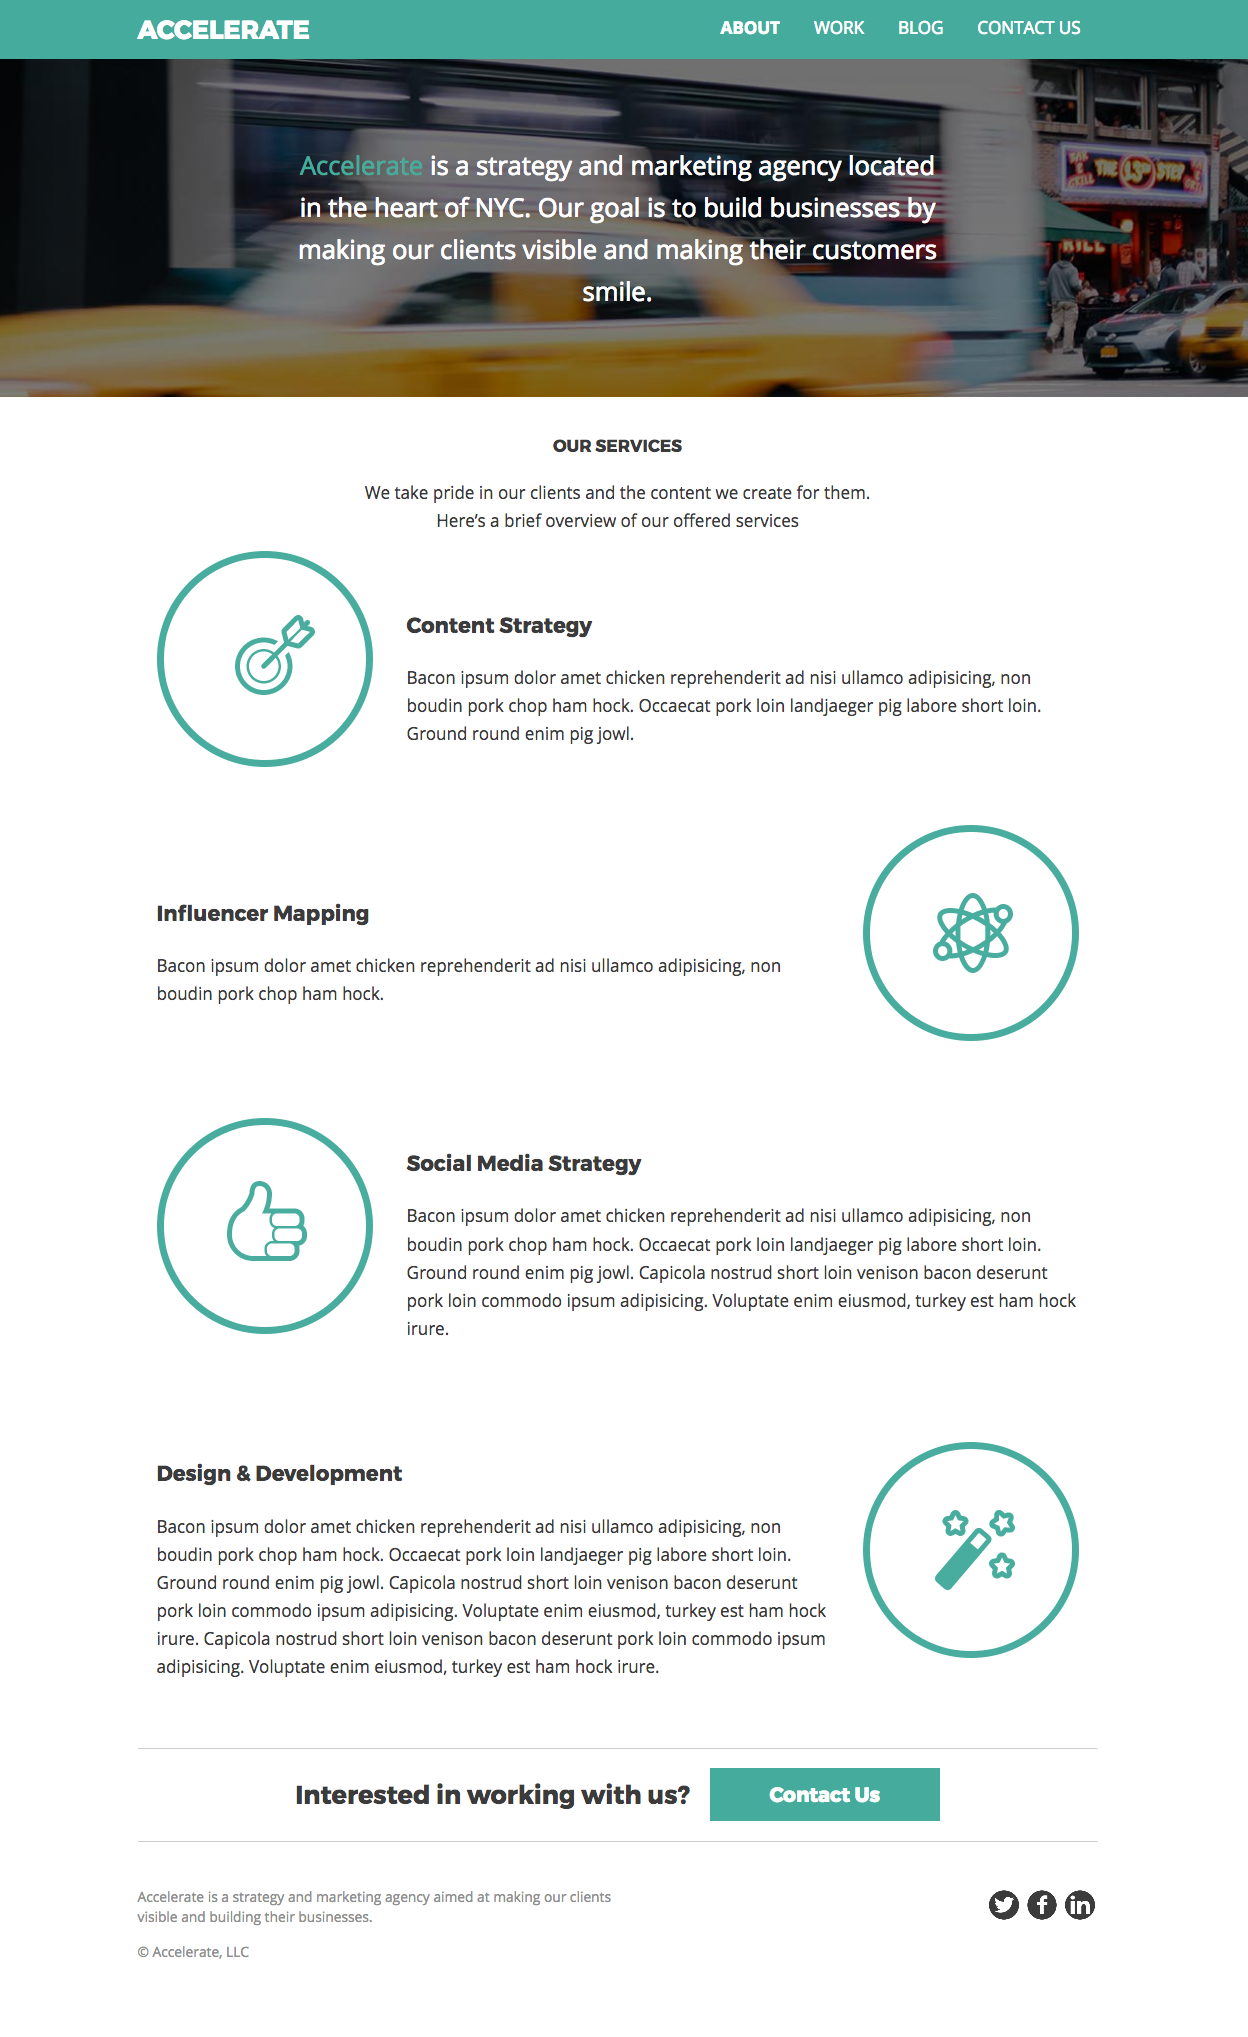 ACCELERATE
ABOUT WORK BLOG CONTACT US
Accelerate is a strategy and marketing agency located
in the heart of NYC. Our goal is to build businesses by
making our clients visible and making their customers
smile.
BAR & GRILL
THE 13TH STEP
GRILL
OUR SERVICES
We take pride in our clients and the content we create for them.
Here’s a brief overview of our offered services
Content Strategy
Bacon ipsum dolor amet chicken reprehenderit ad nisi ullamco adipisicing, non
boudin pork chop ham hock. Occaecat pork loin landjaeger pig labore short loin.
Ground round enim pig jowl.
Influencer Mapping
Bacon ipsum dolor amet chicken reprehenderit ad nisi ullamco adipisicing, non
boudin pork chop ham hock.
Social Media Strategy
Bacon ipsum dolor amet chicken reprehenderit ad nisi ullamco adipisicing, non
boudin pork chop ham hock. Occaecat pork loin landjaeger pig labore short loin.
Ground round enim pig jowl. Capicola nostrud short loin venison bacon deserunt
pork loin commodo ipsum adipisicing. Voluptate enim eiusmod, turkey est ham hock
irure.
Design & Development
Bacon ipsum dolor amet chicken reprehenderit ad nisi ullamco adipisicing, non
boudin pork chop ham hock. Occaecat pork loin landjaeger pig labore short loin.
Ground round enim pig jowl. Capicola nostrud short loin venison bacon deserunt
pork loin commodo ipsum adipisicing. Voluptate enim eiusmod, turkey est ham hock
irure. Capicola nostrud short loin venison bacon deserunt pork loin commodo ipsum
adipisicing. Voluptate enim eiusmod, turkey est ham hock irure.
Interested in working with us? Contact Us
Accelerate is a strategy and marketing agency aimed at making our clients
visible and building their businesses.
© Accelerate, LLC